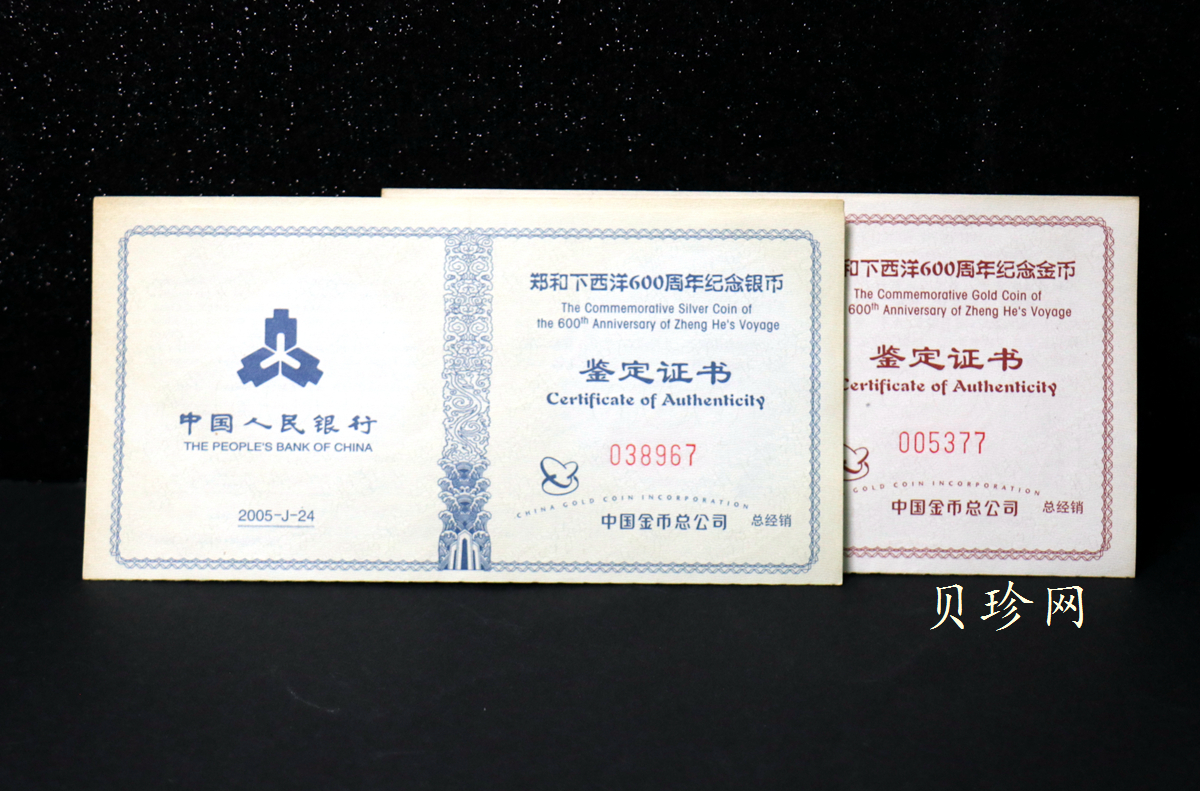 中国人民银行
THE PEOPLE'S BANK OF CHINA
2005-J-24
郑和下西洋600周年纪念银币
The Commemorative Silver Coin of
the 600th Anniversary of Zheng He's Voyage
鉴定证书
Certificate of Authenticity
038967
CHINA GOLD COIN INCORPORATION
中国金币总公司 总经销
和下西洋600周年纪念金币
The Commemorative Gold Coin of
600th Anniversary of Zheng He's Voyage
鉴定证书
Certificate of Authenticity
005377
GOLD COIN INCORPORATION
中国金币总公司 总经销
贝珍网